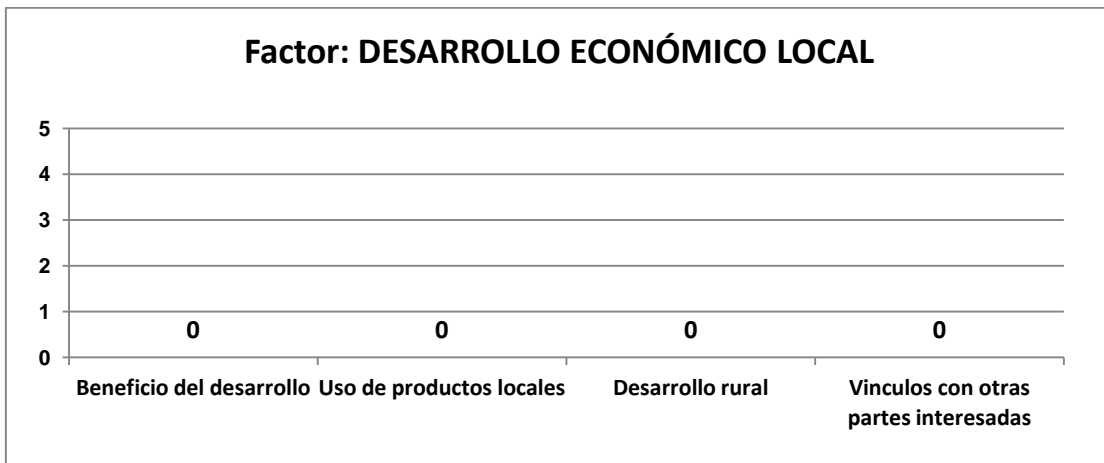 Factor: DESARROLLO ECONÓMICO LOCAL
5
4
3
2
1
0
0 0 0 0
Beneficio del desarrollo Uso de productos locales Desarrollo rural Vinculos con otras
partes interesadas